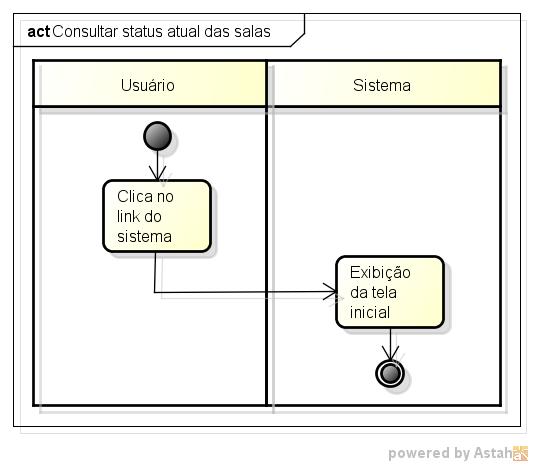 act Consultar status atual das salas
Usuário
Sistema
Clica no
link do
sistema
Exibição
da tela
inicial
powered by Astah